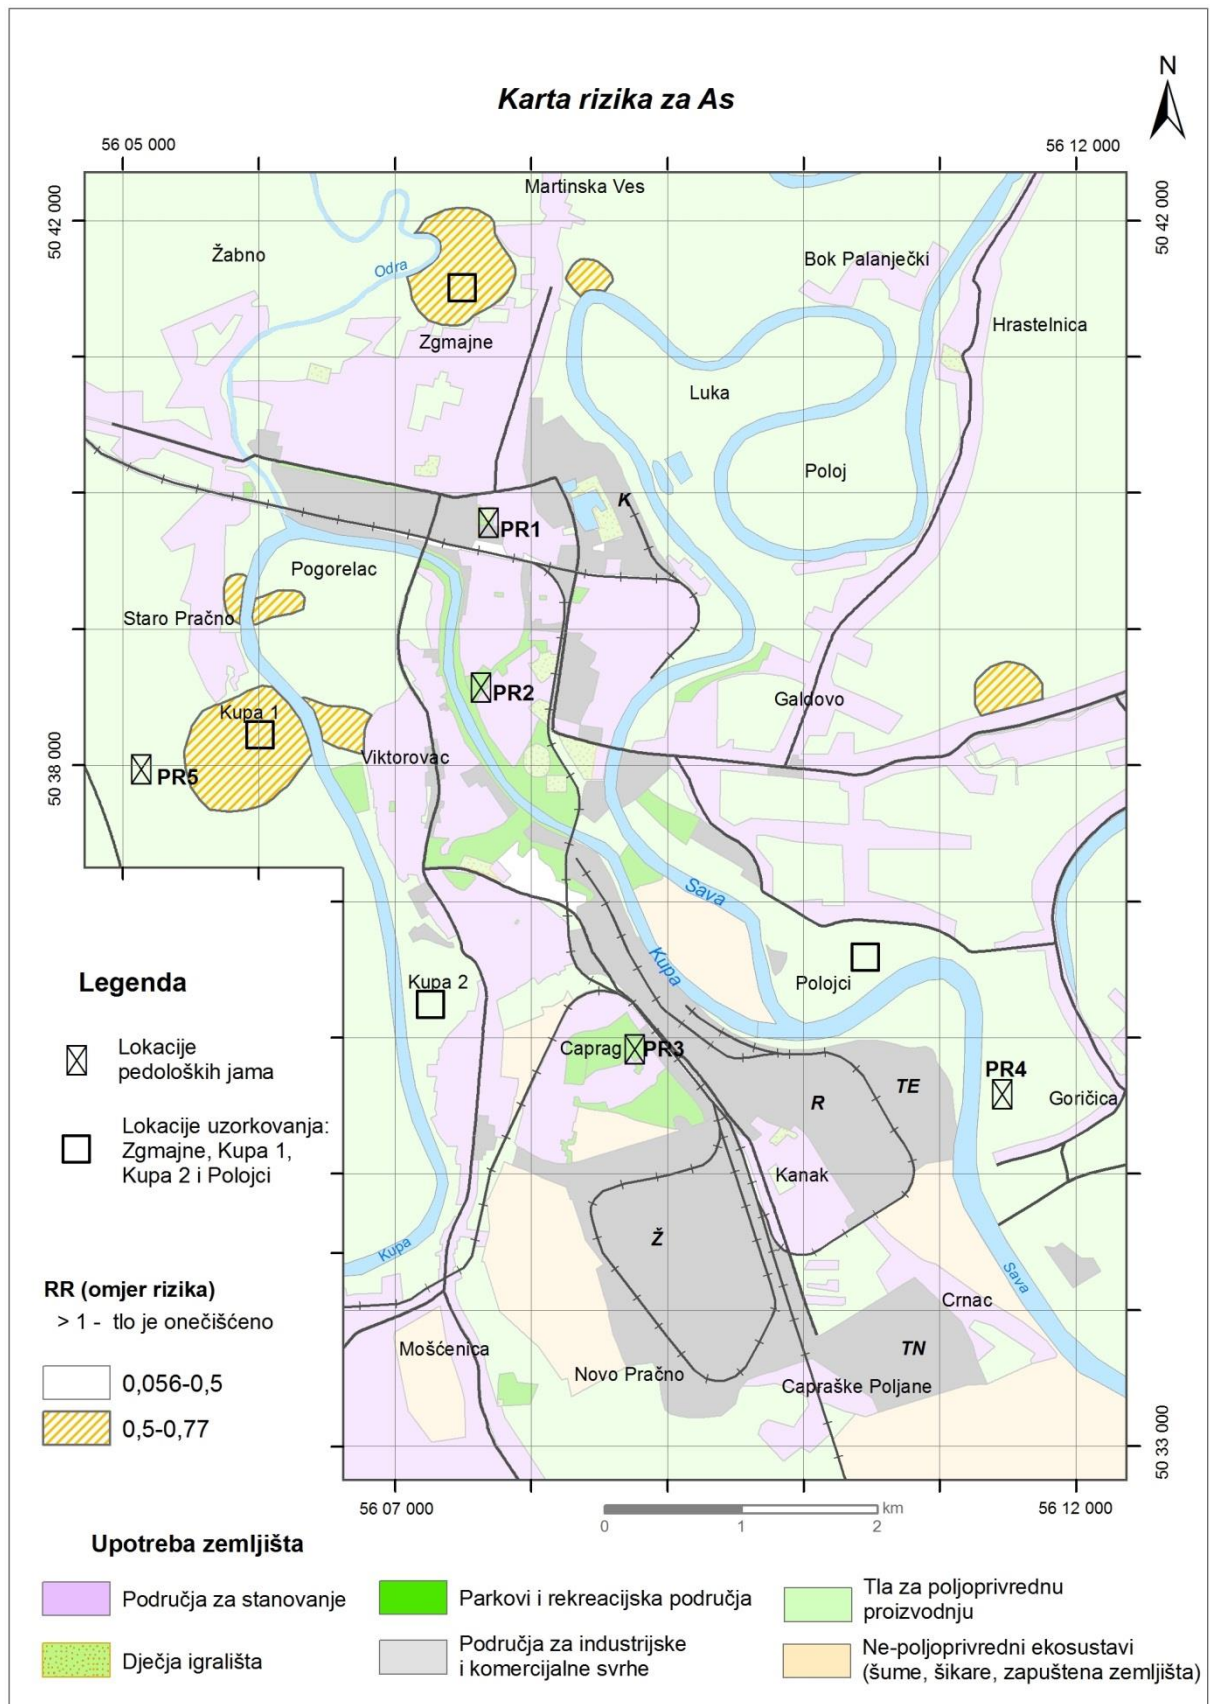 Karta rizika za As
N
56 05 000
56 12 000
50 42 000
50 42 000
Martinska Ves
Žabno
Odra
Bok Palanječki
Zgmajne
Hrastelnica
Luka
Poloj
K
PR1
Pogorelac
Staro Pračno
PR2
Galdovo
Kupa 1
Viktorovac
PR5
50 38 000
50 38 000
Sava
Kupa
Polojci
Kupa 2
Caprag
PR3
PR4
TE
R
Goričica
Kanak
Ž
Kupa
Sava
Crnac
Mošćenica
TN
Novo Pračno
Capraške Poljane
50 33 000
56 07 000
56 12 000
km
0
1
2
Legenda
Lokacije
pedoloških jama
Lokacije uzorkovanja:
Zgmajne, Kupa 1,
Kupa 2 i Polojci
RR (omjer rizika)
> 1 - tlo je onečišćeno
0,056-0,5
0,5-0,77
Upotreba zemljišta
Područja za stanovanje
Dječja igrališta
Parkovi i rekreacijska područja
Područja za industrijske
i komercijalne svrhe
Tla za poljoprivrednu
proizvodnju
Ne-poljoprivredni ekosustavi
(šume, šikare, zapuštena zemljišta)